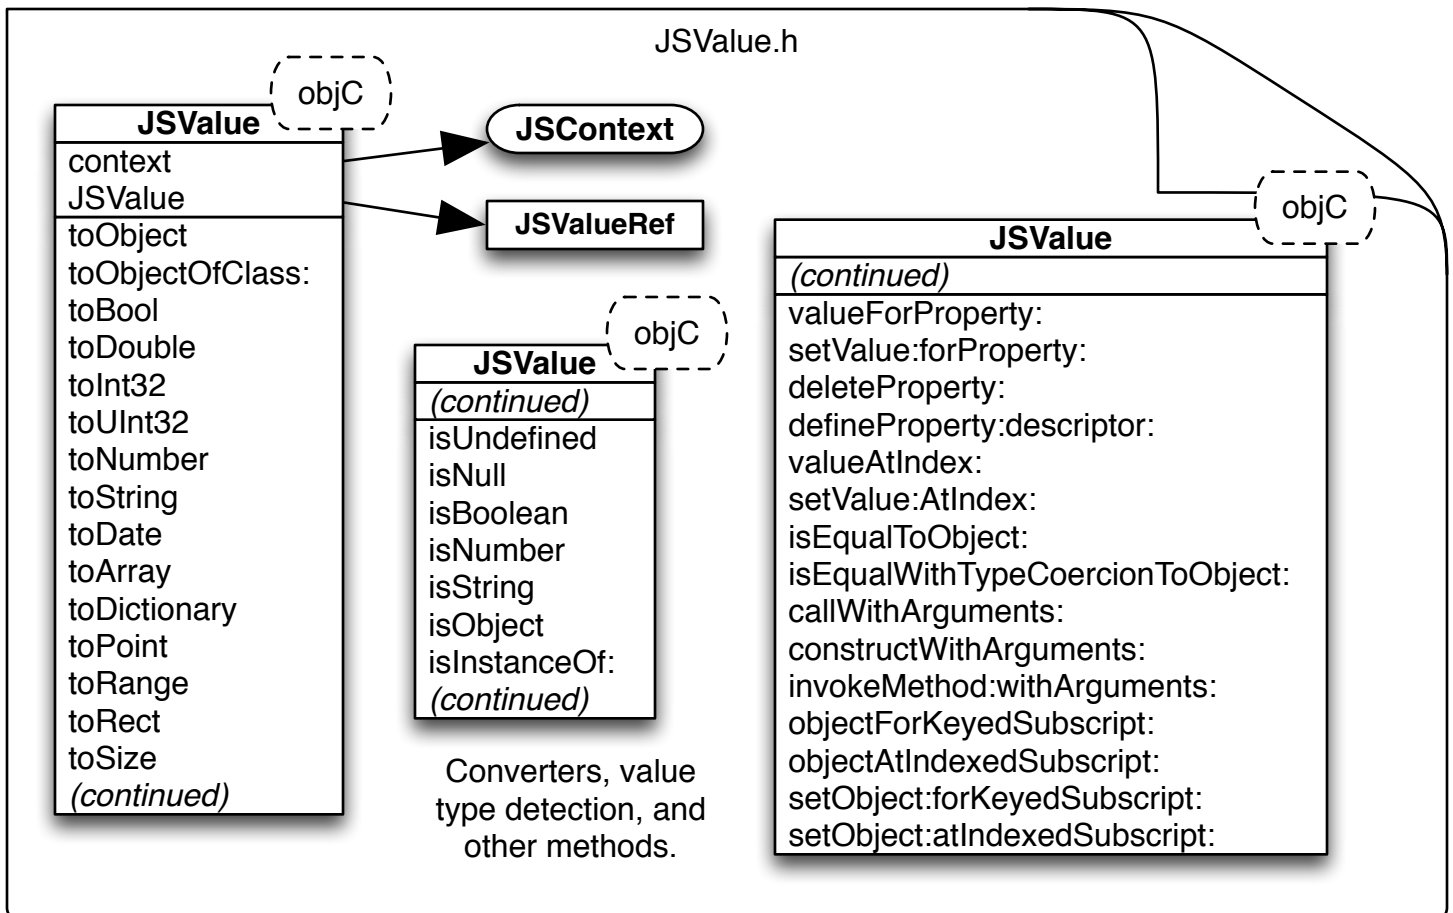 JSValue.h
objC
JSValue
context
JSValue
toObject
toObjectOfClass:
toBool
toDouble
toInt32
toUInt32
toNumber
toString
toDate
toArray
toDictionary
toPoint
toRange
toRect
toSize
(continued)
JSContext
JSValueRef
objC
JSValue
(continued)
isUndefined
isNull
isBoolean
isNumber
isString
isObject
isInstanceOf:
(continued)
Converters, value
type detection, and
other methods.
objC
JSValue
(continued)
valueForProperty:
setValue:forProperty:
deleteProperty:
defineProperty:descriptor:
valueAtIndex:
setValue:AtIndex:
isEqualToObject:
isEqualWithTypeCoercionToObject:
callWithArguments:
constructWithArguments:
invokeMethod:withArguments:
objectForKeyedSubscript:
objectAtIndexedSubscript:
setObject:forKeyedSubscript:
setObject:atIndexedSubscript: